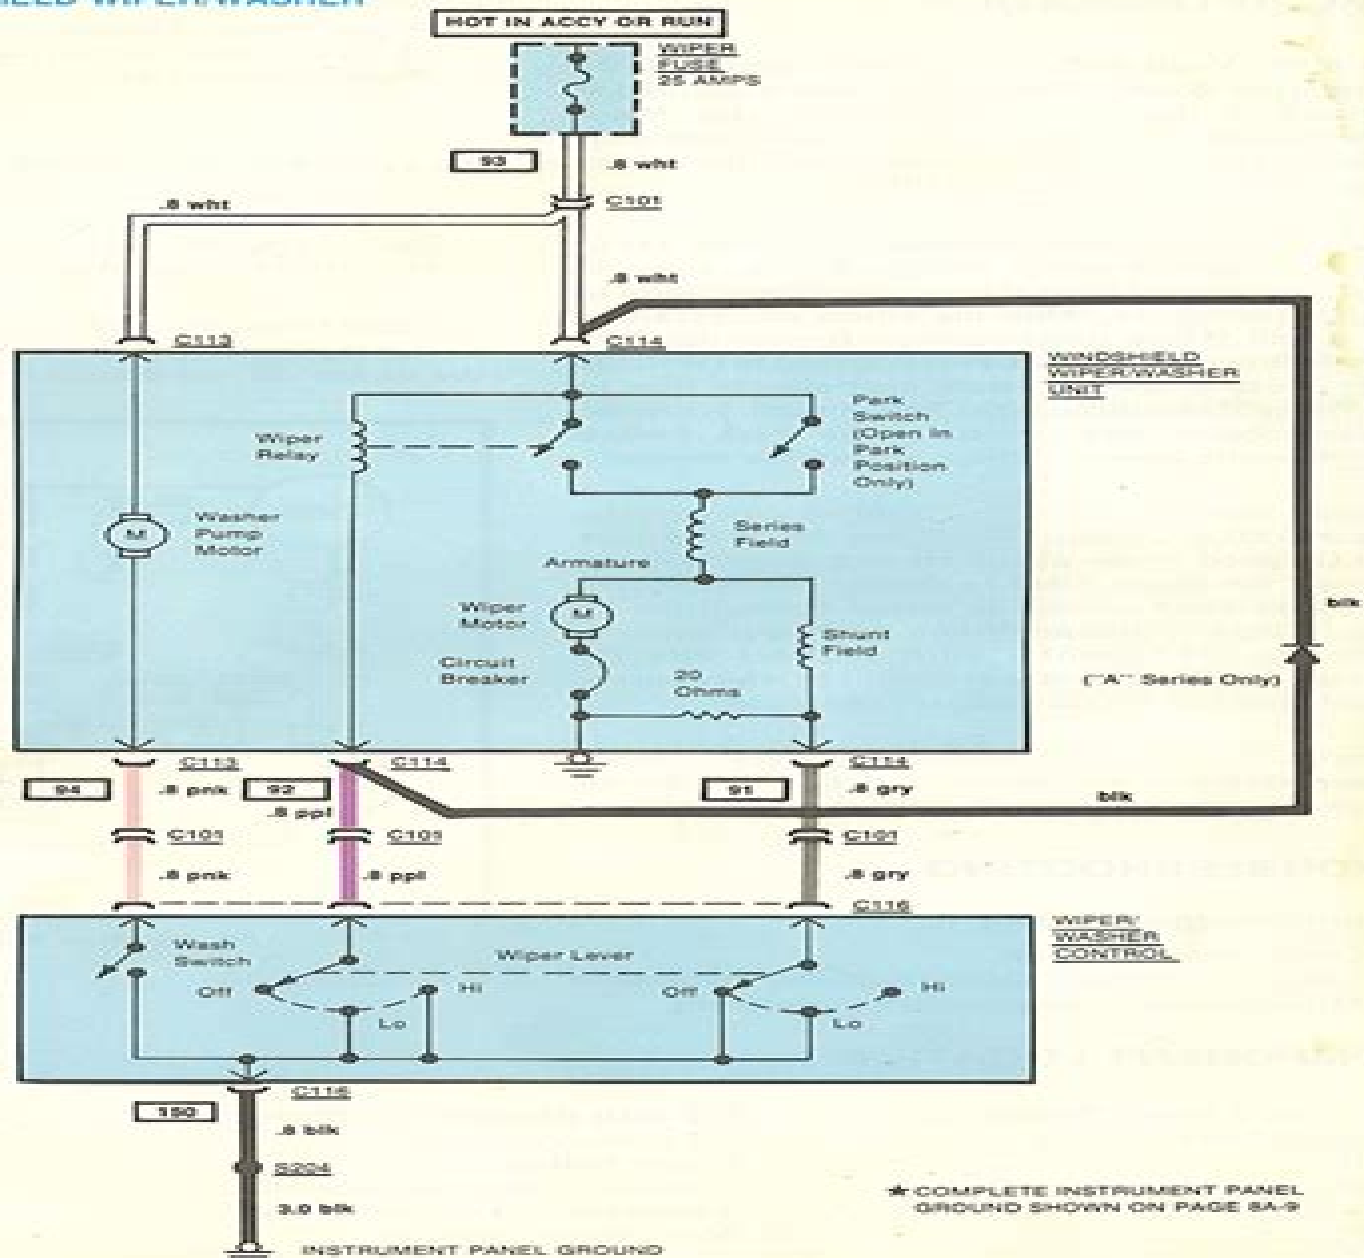 WIPER/WASHER
HOT IN ACCY OR RUN
WIPER
FUSE
25 AMPS
93
.8 wht
C101
.8 wht
.8 wht
C113
C114
WINDSHIELD
WIPER/WASHER
UNIT
Wiper
Relay
Park
Switch
(Open In
Park
Position
Only)
Washer
Pump
Motor
M
Series
Field
Armature
Wiper
Motor
M
Shunt
Field
Circuit
Breaker
20
Ohms
blk
("A" Series Only)
C113
C114
C114
94
.8 pnk
92
.8 ppl
91
.8 gry
blk
C101
C101
C101
.8 pnk
.8 ppl
.8 gry
C116
WIPER/
WASHER
CONTROL
Wash
Switch
Wiper Lever
Off
Hi
Lo
Off
Hi
Lo
C116
150
.8 blk
S204
3.0 blk
INSTRUMENT PANEL GROUND
★ COMPLETE INSTRUMENT PANEL
GROUND SHOWN ON PAGE 8A-9